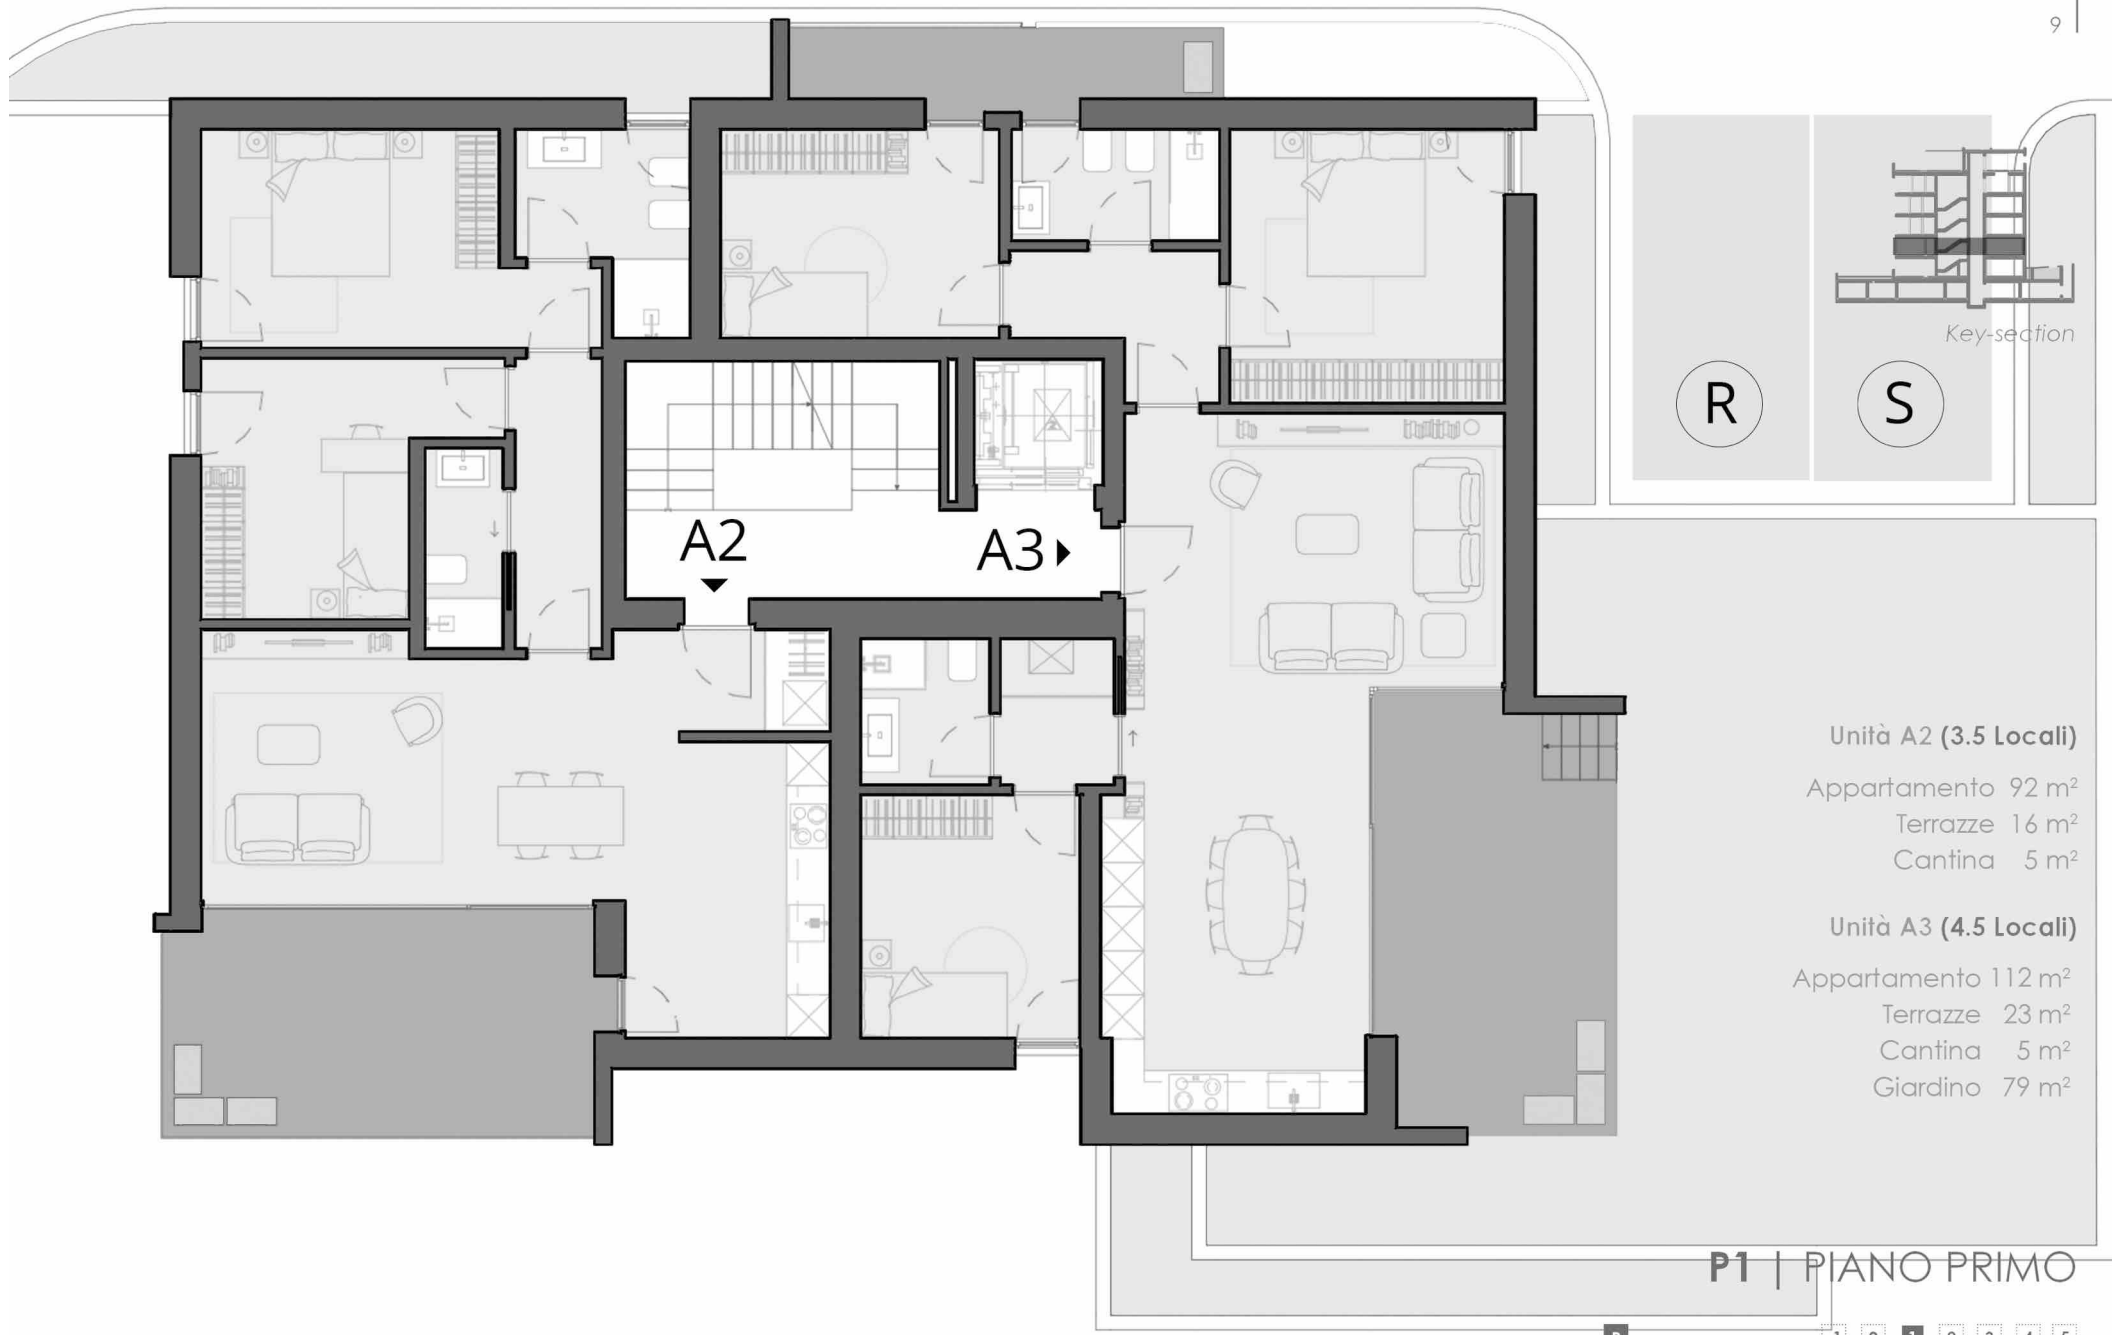 9
Key-section
R
S
A2
A3
Unità A2 (3.5 Locali)
Appartamento 92 m²
Terrazze 16 m²
Cantina 5 m²
Unità A3 (4.5 Locali)
Appartamento 112 m²
Terrazze 23 m²
Cantina 5 m²
Giardino 79 m²
P1 | PIANO PRIMO